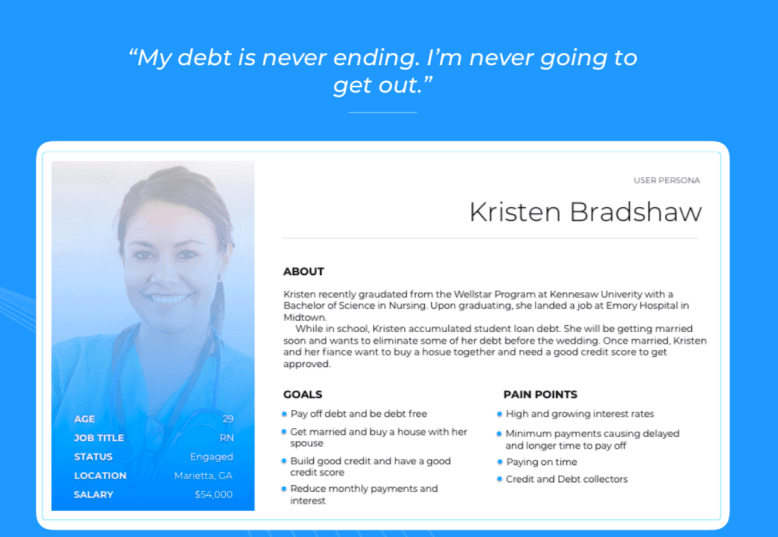 “My debt is never ending. I’m never going to
get out.”
USER PERSONA
Kristen Bradshaw
ABOUT
Kristen recently graudated from the Wellstar Program at Kennesaw Univerity with a
Bachelor of Science in Nursing. Upon graduating, she landed a job at Emory Hospital in
Midtown.
While in school, Kristen accumulated student loan debt. She will be getting married
soon and wants to eliminate some of her debt before the wedding. Once married, Kristen
and her fiance want to buy a hosue together and need a good credit score to get
approved.
GOALS
Pay off debt and be debt free
Get married and buy a house with her
spouse
Build good credit and have a good
credit score
Reduce monthly payments and
interest
PAIN POINTS
High and growing interest rates
Minimum payments causing delayed
and longer time to pay off
Paying on time
Credit and Debt collectors
AGE 29
JOB TITLE RN
STATUS Engaged
LOCATION Marietta, GA
SALARY $54,000